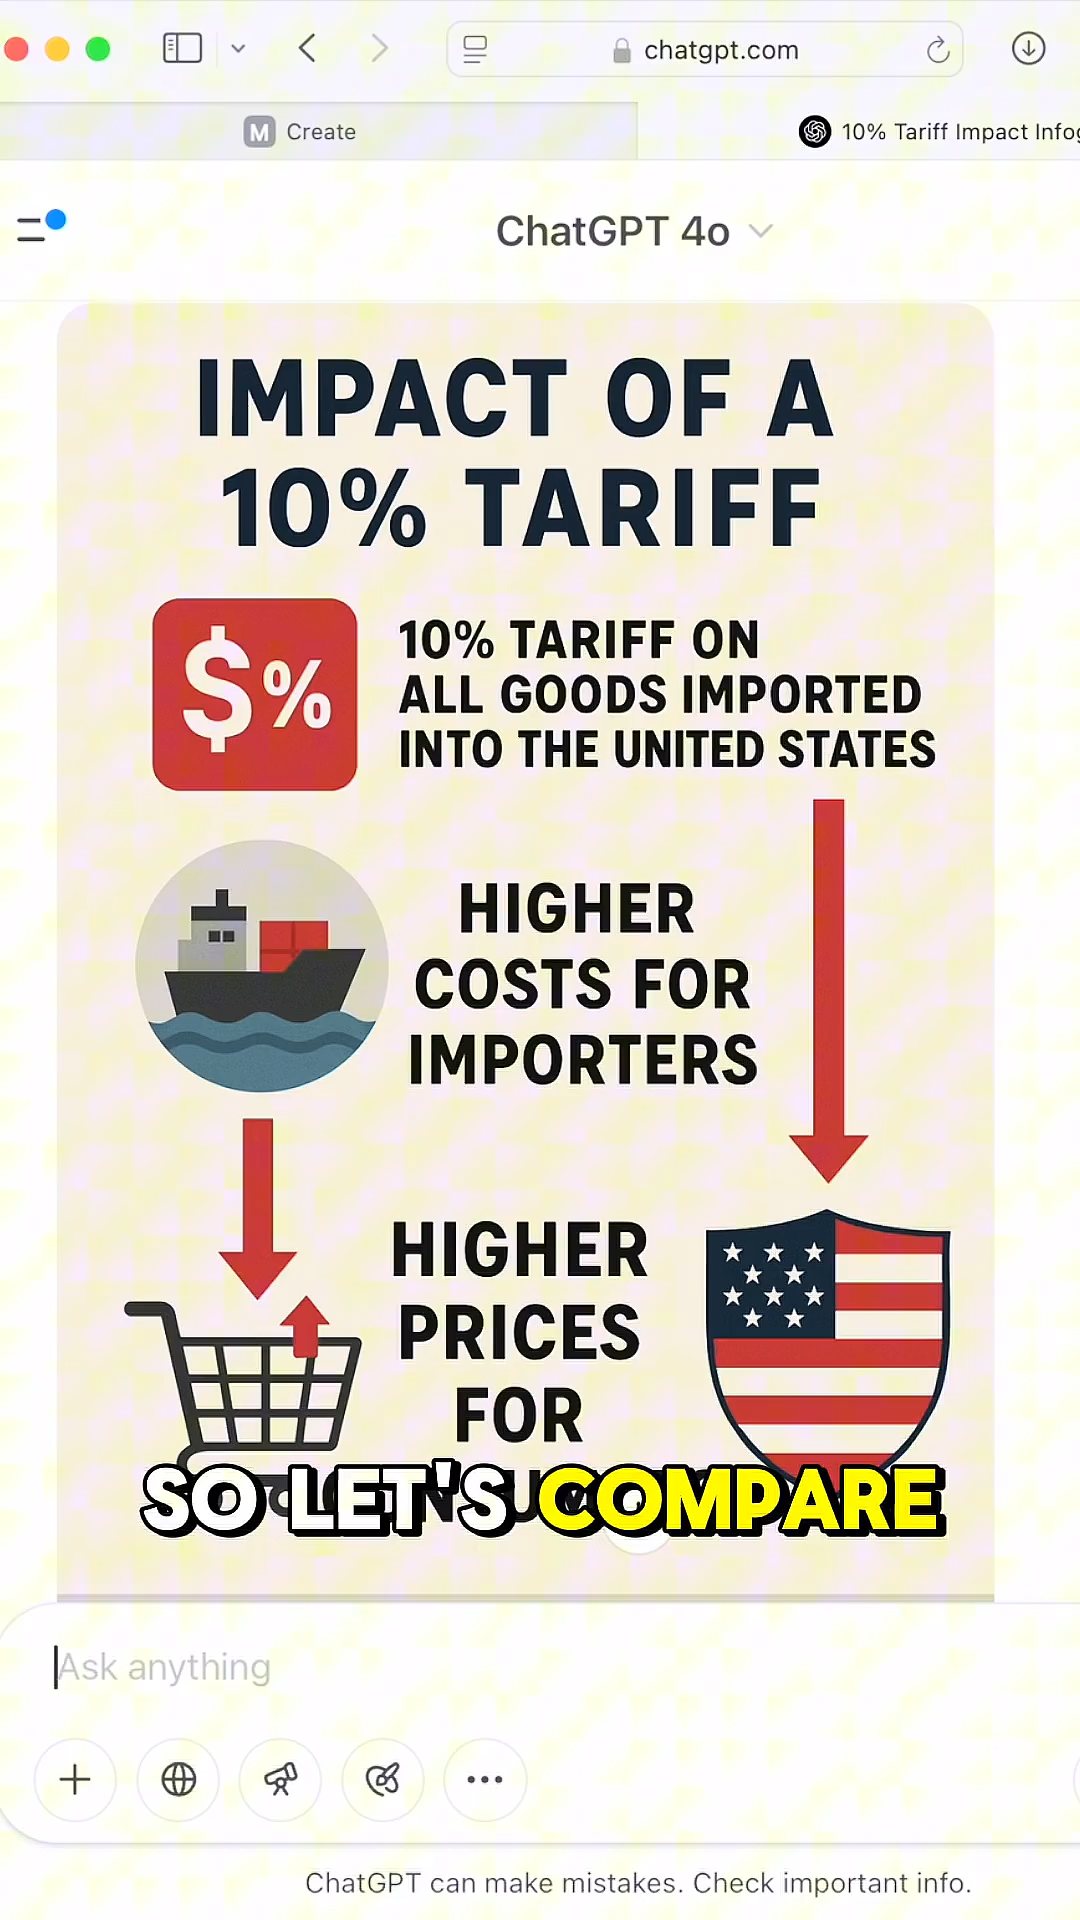 chatgpt.com
M Create
10% Tariff Impact Infog
ChatGPT 4o
IMPACT OF A
10% TARIFF
$%
10% TARIFF ON
ALL GOODS IMPORTED
INTO THE UNITED STATES
HIGHER
COSTS FOR
IMPORTERS
HIGHER
PRICES
FOR
SO LET'S COMPARE
Ask anything
ChatGPT can make mistakes. Check important info.